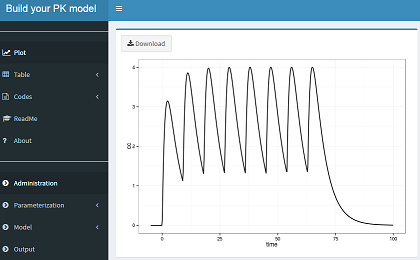 Build your PK model
Plot
Table
Codes
ReadMe
? About
Administration
Parameterization
Model
Output
Download
4
3
2
1
0
0
25
50
75
100
time